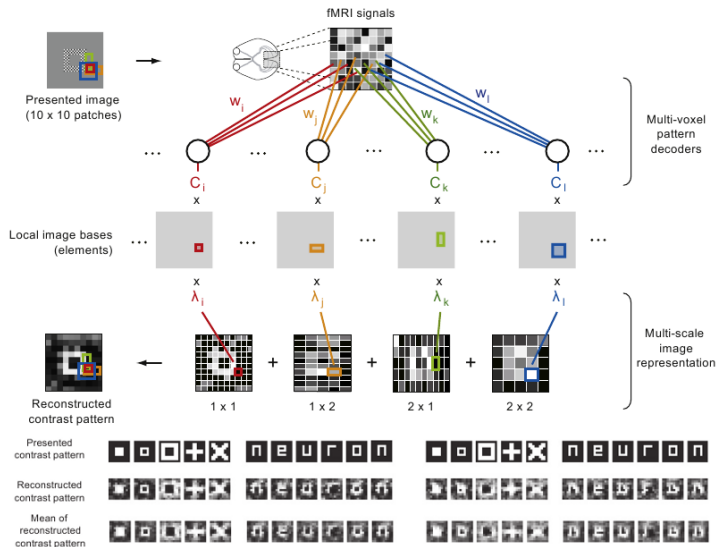 fMRI signals
Presented image
(10 x 10 patches)
w i
w j
w k
w l
Multi-voxel
pattern
decoders
... ... ... ... ...
C i
C j
C k
C l
x x x x
Local image bases
(elements)
... ... ... ... ...
x x x x
λ i
λ j
λ k
λ l
Multi-scale
image
representation
+ + +
Reconstructed
contrast pattern
1 x 1
1 x 2
2 x 1
2 x 2
Presented
contrast pattern
n e u r o n
n e u r o n
Reconstructed
contrast pattern
n e u r o n
n e u r o n
Mean of
reconstructed
contrast pattern
n e u r o n
n e u r o n